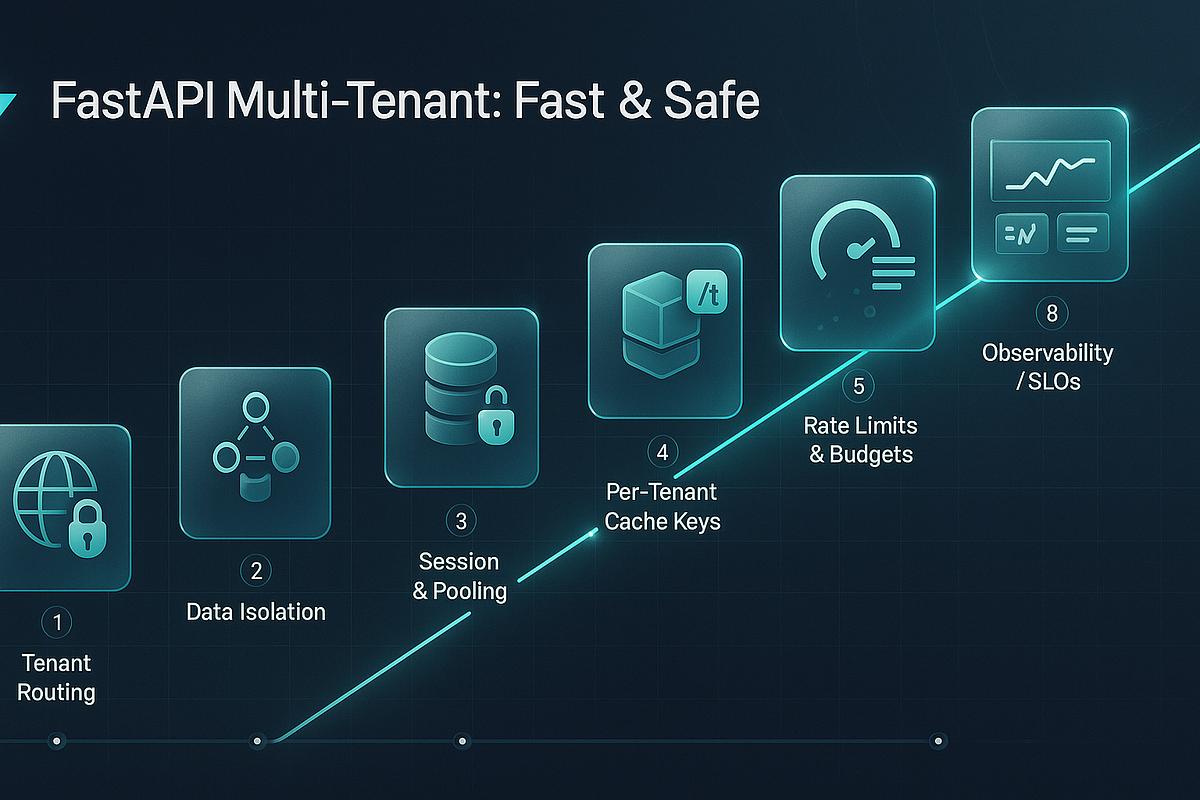 FastAPI Multi-Tenant: Fast & Safe
1
Tenant
Routing
2
Data Isolation
3
Session
& Pooling
/t
4
Per-Tenant
Cache Keys
5
Rate Limits
& Budgets
8
Observability
/ SLOs